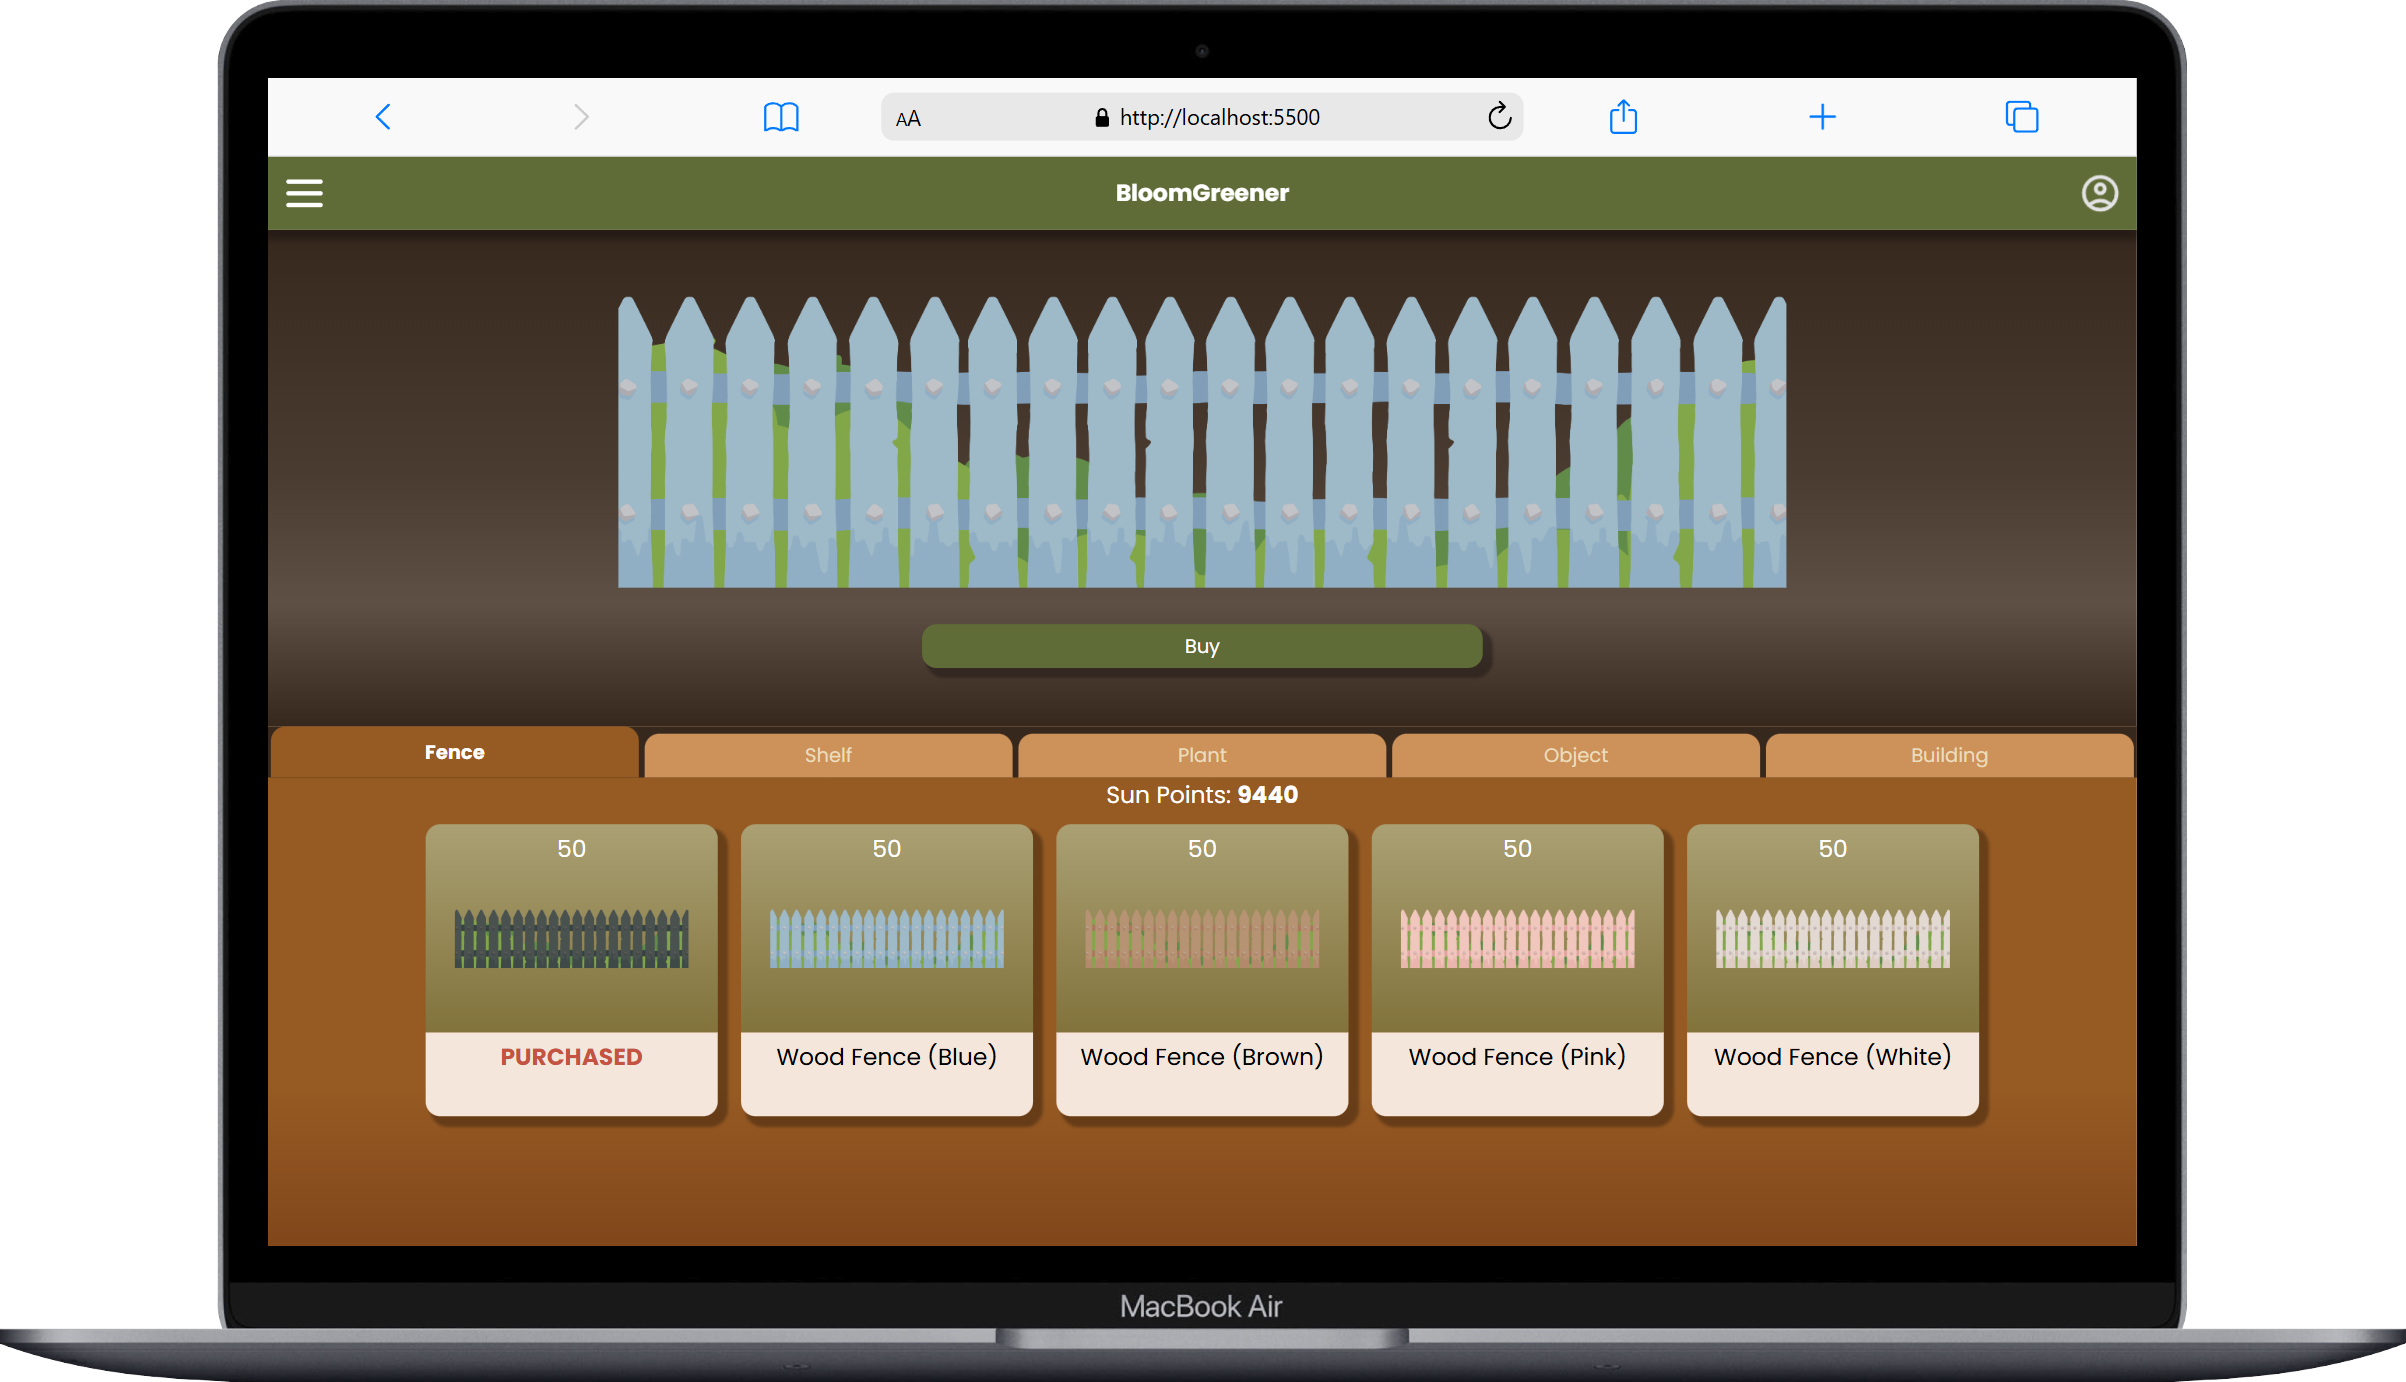 AA http://localhost:5500
BloomGreener
Buy
Fence Shelf Plant Object Building
Sun Points: 9440
50 50 50 50 50
PURCHASED Wood Fence (Blue) Wood Fence (Brown) Wood Fence (Pink) Wood Fence (White)
MacBook Air